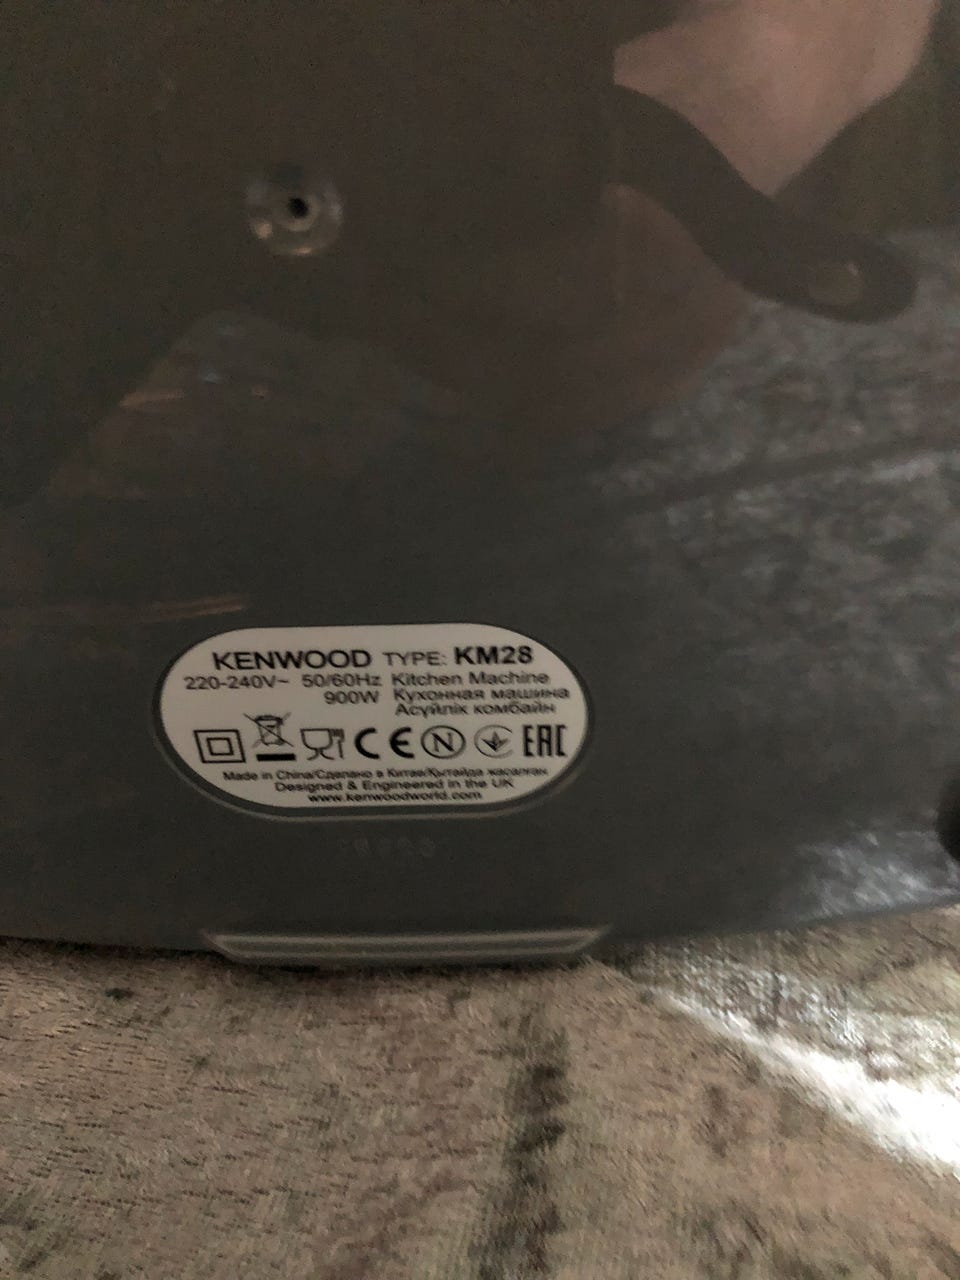 KENWOOD TYPE: KM28
220-240V~ 50/60Hz Kitchen Machine
900W Кухонная машина
Асүйлік комбайн
N EAC
Made in China/Сделано в Китае/Қытайда жасалған
Designed & Engineered in the UK
www.kenwoodworld.com